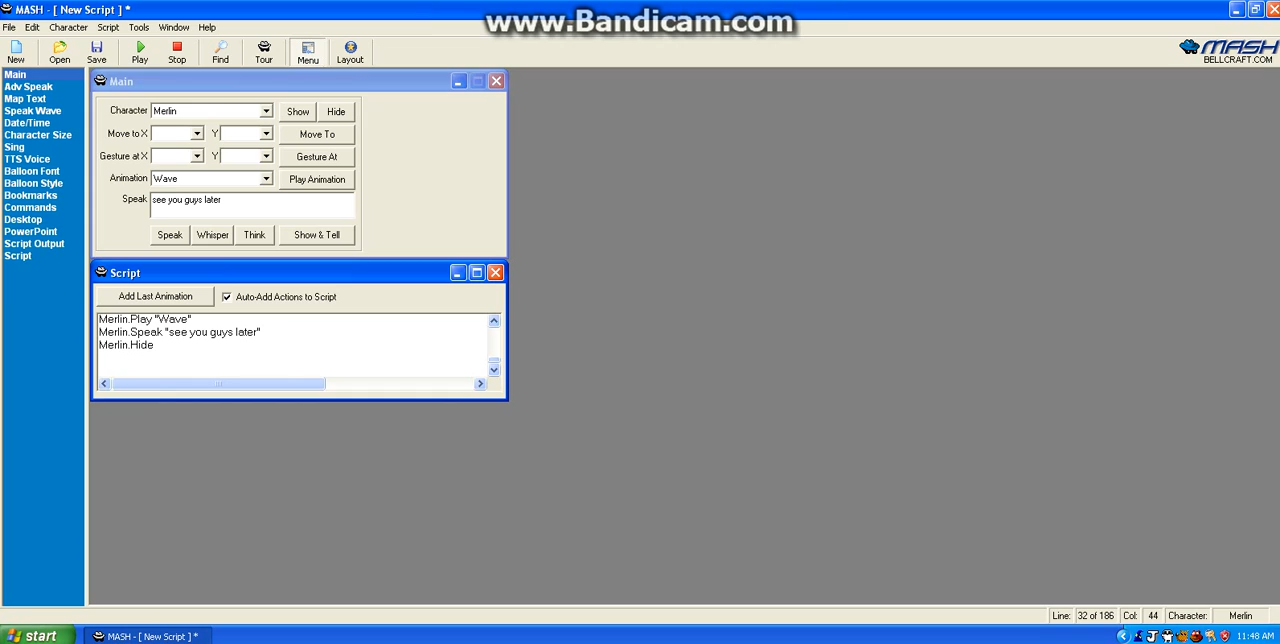 MASH - [ New Script ] *
www.Bandicam.com
File Edit Character Script Tools Window Help
New Open Save Play Stop Find Tour Menu Layout
MASH
BELLCRAFT.COM
Main
Adv Speak
Map Text
Speak Wave
Date/Time
Character Size
Sing
TTS Voice
Balloon Font
Balloon Style
Bookmarks
Commands
Desktop
PowerPoint
Script Output
Script
Main
Character Merlin Show Hide
Move to X Y Move To
Gesture at X Y Gesture At
Animation Wave Play Animation
Speak see you guys later
Speak Whisper Think Show & Tell
Script
Add Last Animation Auto-Add Actions to Script
Merlin.Play "Wave"
Merlin.Speak "see you guys later"
Merlin.Hide
Line: 32 of 186 Col: 44 Character: Merlin
start MASH - [ New Script ] * 11:48 AM